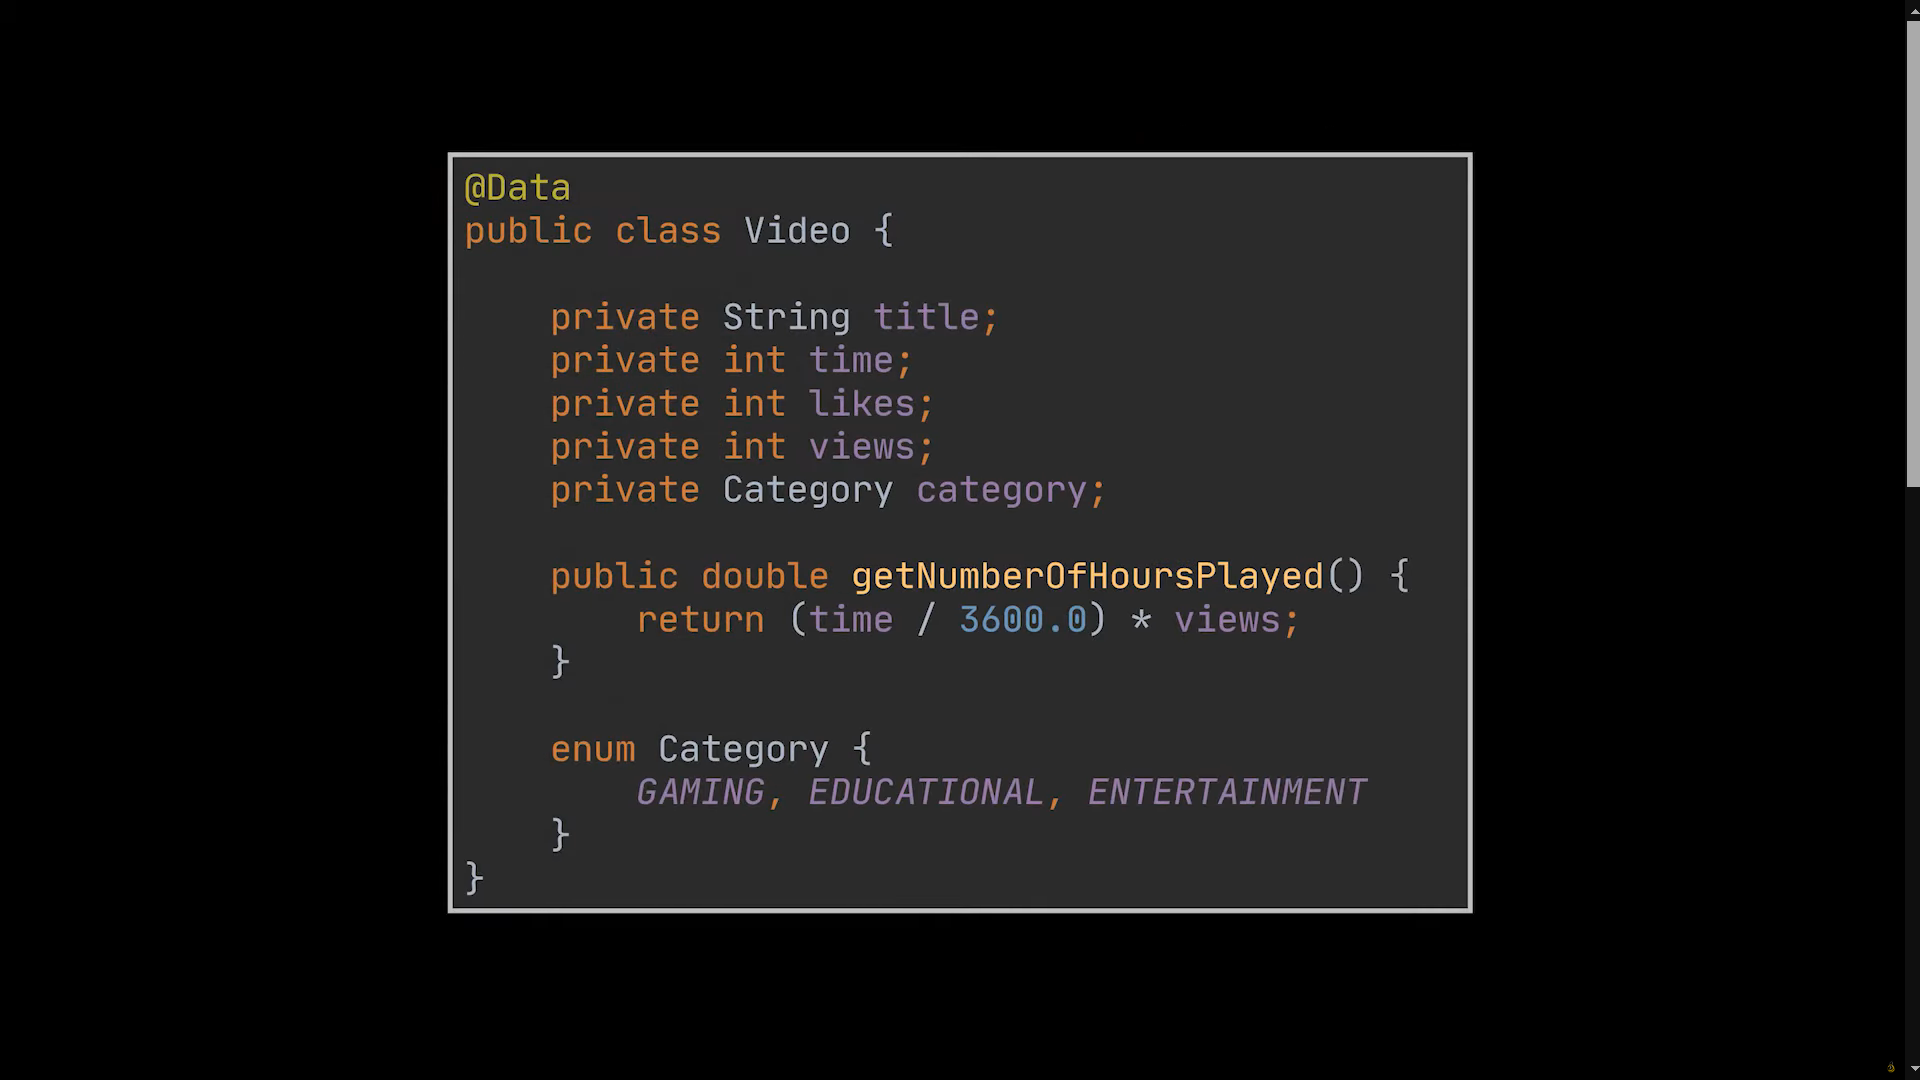 @Data
public class Video {
private String title;
private int time;
private int likes;
private int views;
private Category category;
public double getNumberOfHoursPlayed() {
return (time / 3600.0) * views;
}
enum Category {
GAMING, EDUCATIONAL, ENTERTAINMENT
}
}